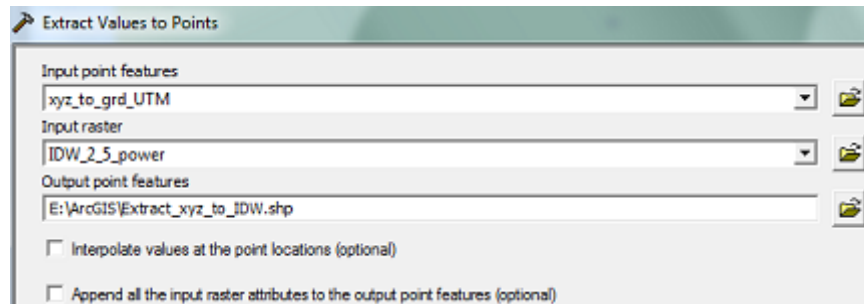 Extract Values to Points
Input point features
xyz_to_grd_UTM
Input raster
IDW_2_5_power
Output point features
E:\ArcGIS\Extract_xyz_to_IDW.shp
Interpolate values at the point locations (optional)
Append all the input raster attributes to the output point features (optional)